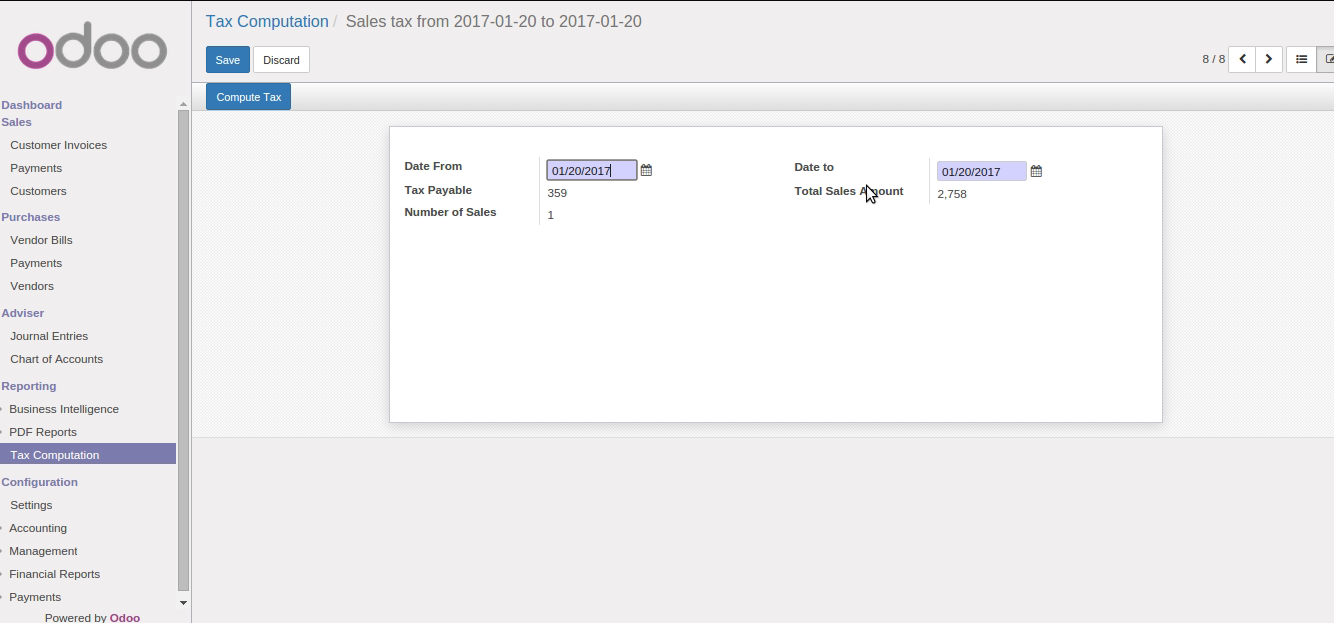 odoo
Dashboard
Sales
Customer Invoices
Payments
Customers
Purchases
Vendor Bills
Payments
Vendors
Adviser
Journal Entries
Chart of Accounts
Reporting
Business Intelligence
PDF Reports
Tax Computation
Configuration
Settings
Accounting
Management
Financial Reports
Payments
Powered by Odoo
Tax Computation / Sales tax from 2017-01-20 to 2017-01-20
Save Discard 8 / 8
Compute Tax
Date From 01/20/2017
Tax Payable 359
Number of Sales 1
Date to 01/20/2017
Total Sales Amount 2,758